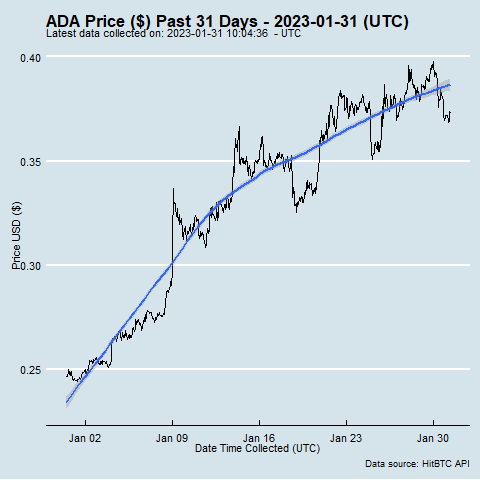 ADA Price ($) Past 31 Days - 2023-01-31 (UTC)
Latest data collected on: 2023-01-31 10:04:36 - UTC
0.40
0.35
0.30
0.25
Price USD ($)
Jan 02 Jan 09 Jan 16 Jan 23 Jan 30
Date Time Collected (UTC)
Data source: HitBTC API